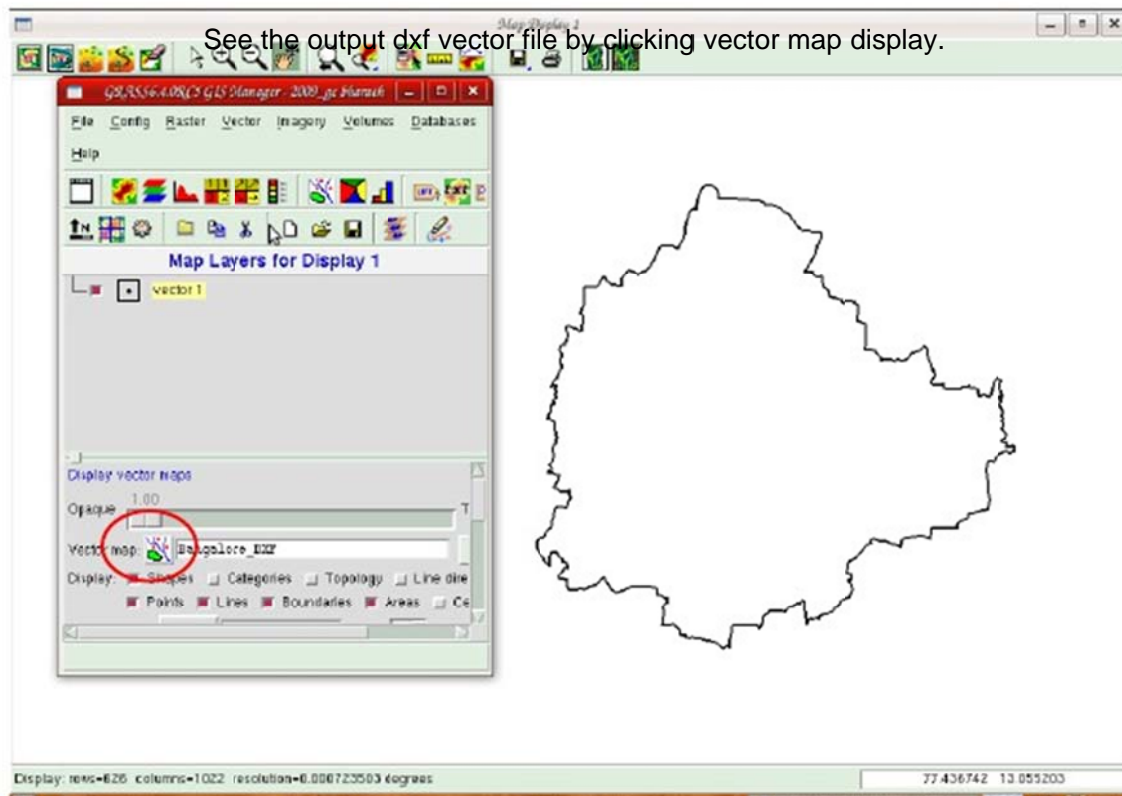 Map Display 1
See the output dxf vector file by clicking vector map display.
GRASS6.4.0RC5 GIS Manager - 2009_gc bharath
File Config Raster Vector Imagery Volumes Databases
Help
Map Layers for Display 1
vector 1
Display vector maps
Opaque 1.00 T
Vector map: Bangalore_DXF
Display: Shapes Categories Topology Line dire
Points Lines Boundaries Areas Ce
Display: rows=626 columns=1022 resolution=0.000723503 degrees
77.436742 13.055203